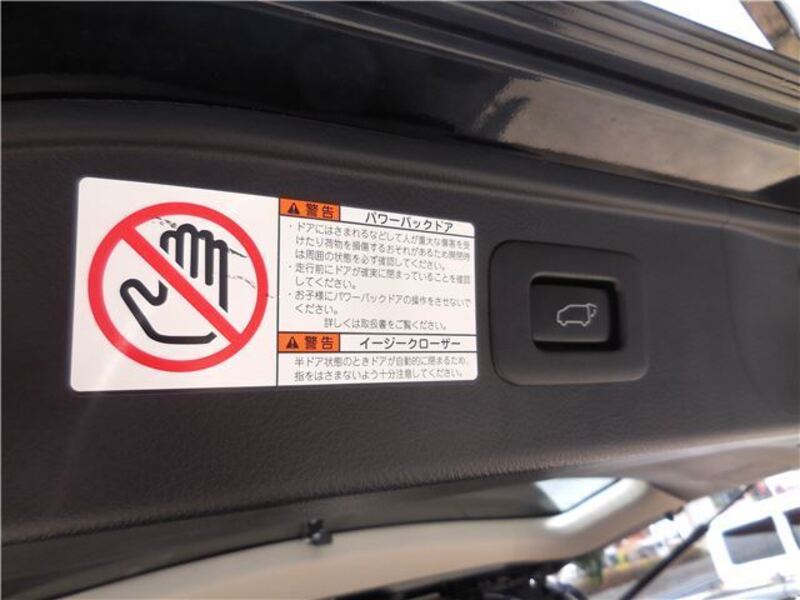 警告 パワーバックドア
・ドアにはさまれるなどして人が重大な傷害を受
けたり荷物を損傷するおそれがあるため開閉時
は周囲の状態を必ず確認してください。
・走行前にドアが確実に閉まっていることを確認
してください。
・お子様にパワーバックドアの操作をさせないで
ください。
詳しくは取扱書をご覧ください。
警告 イージークローザー
半ドア状態のときドアが自動的に閉まるため、
指をはさまないよう十分注意してください。